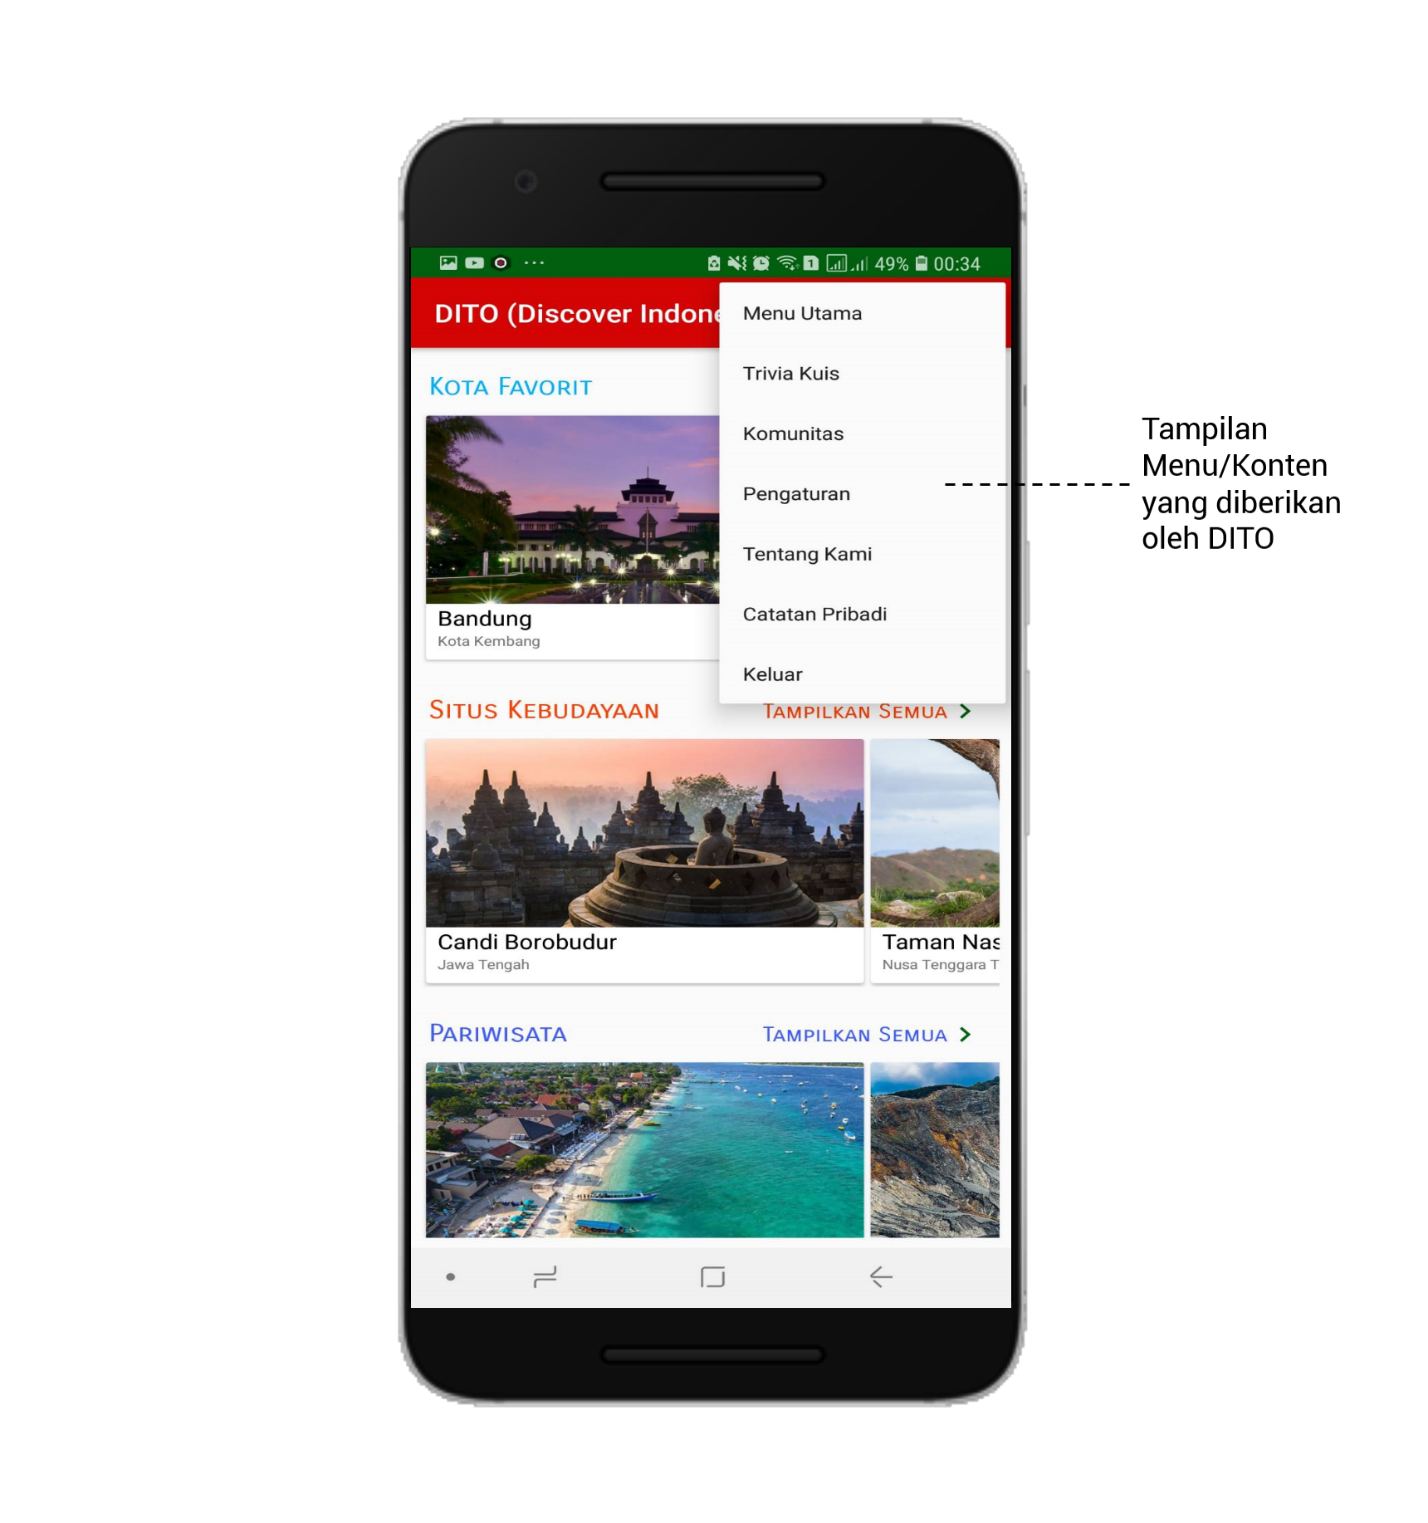 49% 00:34
DITO (Discover Indone
Menu Utama
Trivia Kuis
Komunitas
Pengaturan
Tentang Kami
Catatan Pribadi
Keluar
KOTA FAVORIT
Bandung
Kota Kembang
SITUS KEBUDAYAAN TAMPILKAN SEMUA >
Candi Borobudur
Jawa Tengah
Taman Nas
Nusa Tenggara T
PARIWISATA TAMPILKAN SEMUA >
Tampilan
Menu/Konten
yang diberikan
oleh DITO